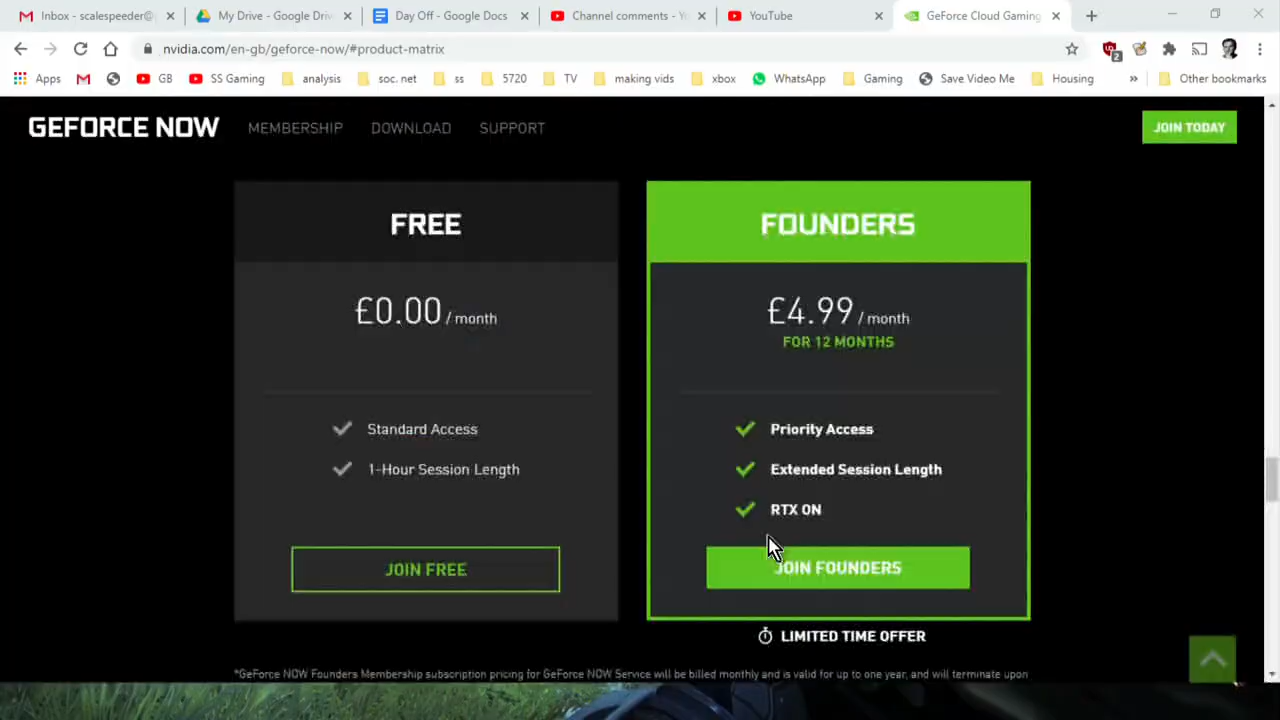 Inbox - scalespeeder@
My Drive - Google Driv
Day Off - Google Docs
Channel comments - Yo
YouTube
GeForce Cloud Gaming
nvidia.com/en-gb/geforce-now/#product-matrix
2
Apps
GB
SS Gaming
analysis
soc. net
ss
5720
TV
making vids
xbox
WhatsApp
Gaming
Save Video Me
Housing
»
Other bookmarks
GEFORCE NOW
MEMBERSHIP
DOWNLOAD
SUPPORT
JOIN TODAY
FREE
£0.00 / month
Standard Access
1-Hour Session Length
JOIN FREE
FOUNDERS
£4.99 / month
FOR 12 MONTHS
Priority Access
Extended Session Length
RTX ON
JOIN FOUNDERS
LIMITED TIME OFFER
*GeForce NOW Founders Membership subscription pricing for GeForce NOW Service will be billed monthly and is valid for up to one year, and will terminate upon